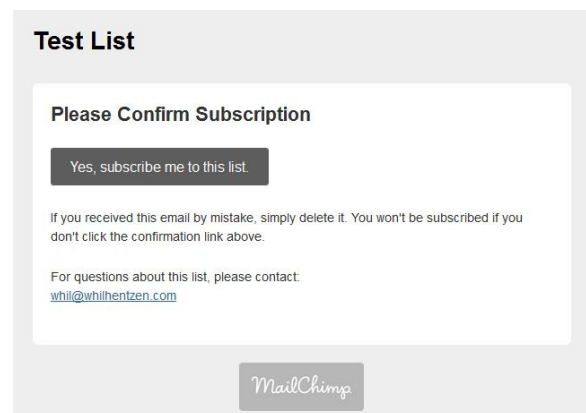 Test List
Please Confirm Subscription
Yes, subscribe me to this list.
If you received this email by mistake, simply delete it. You won't be subscribed if you
don't click the confirmation link above.
For questions about this list, please contact:
whil@whilhentzen.com
MailChimp